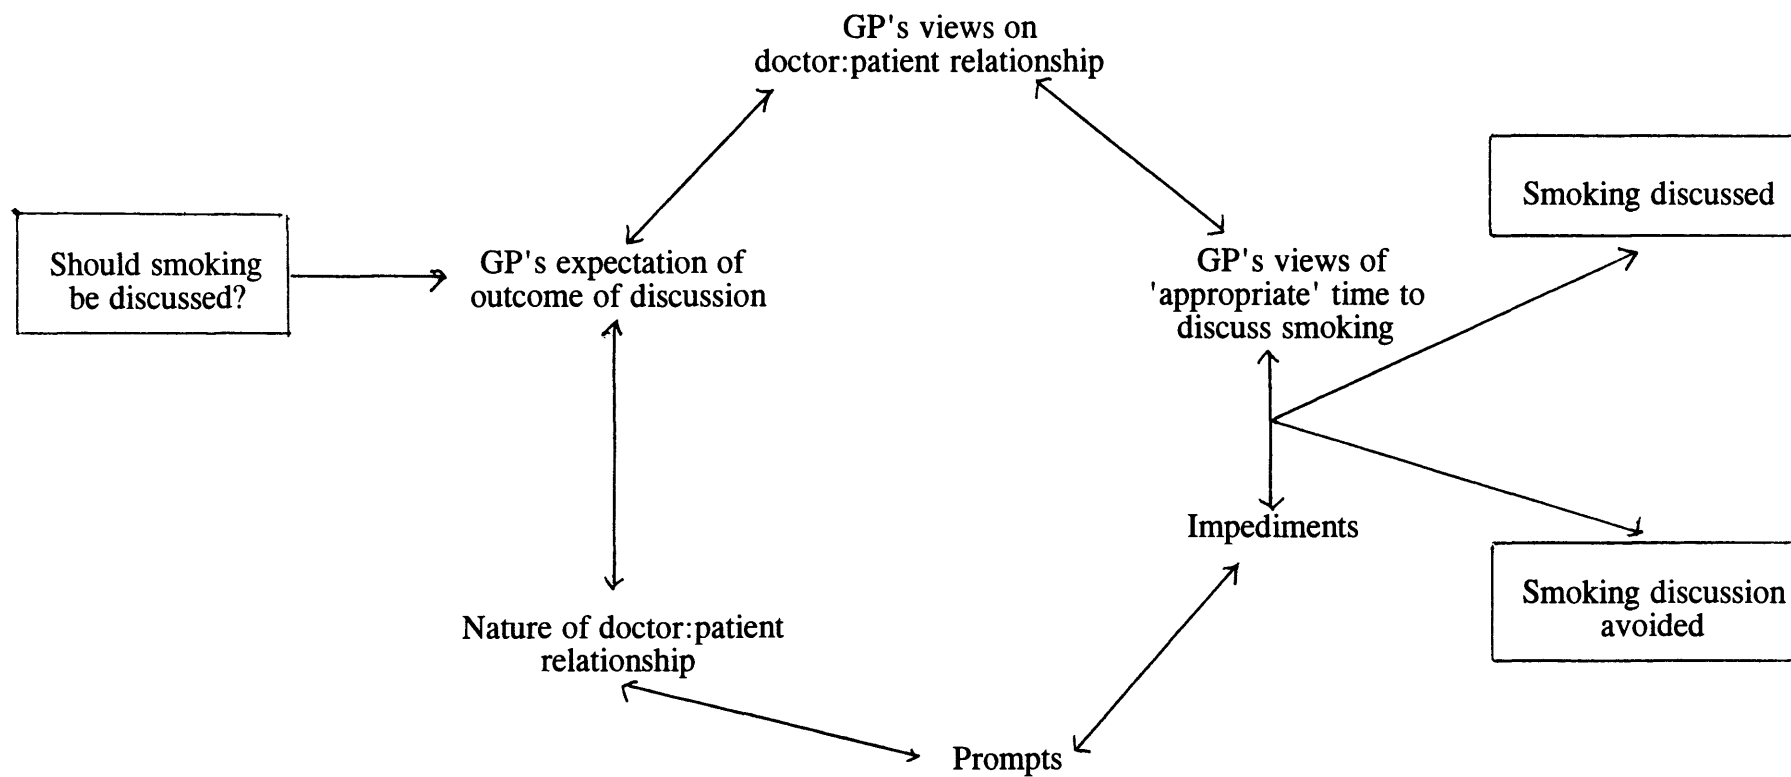 GP's views on
doctor:patient relationship
Smoking discussed
Should smoking
be discussed?
GP's expectation of
outcome of discussion
GP's views of
'appropriate' time to
discuss smoking
Impediments
Smoking discussion
avoided
Nature of doctor:patient
relationship
Prompts